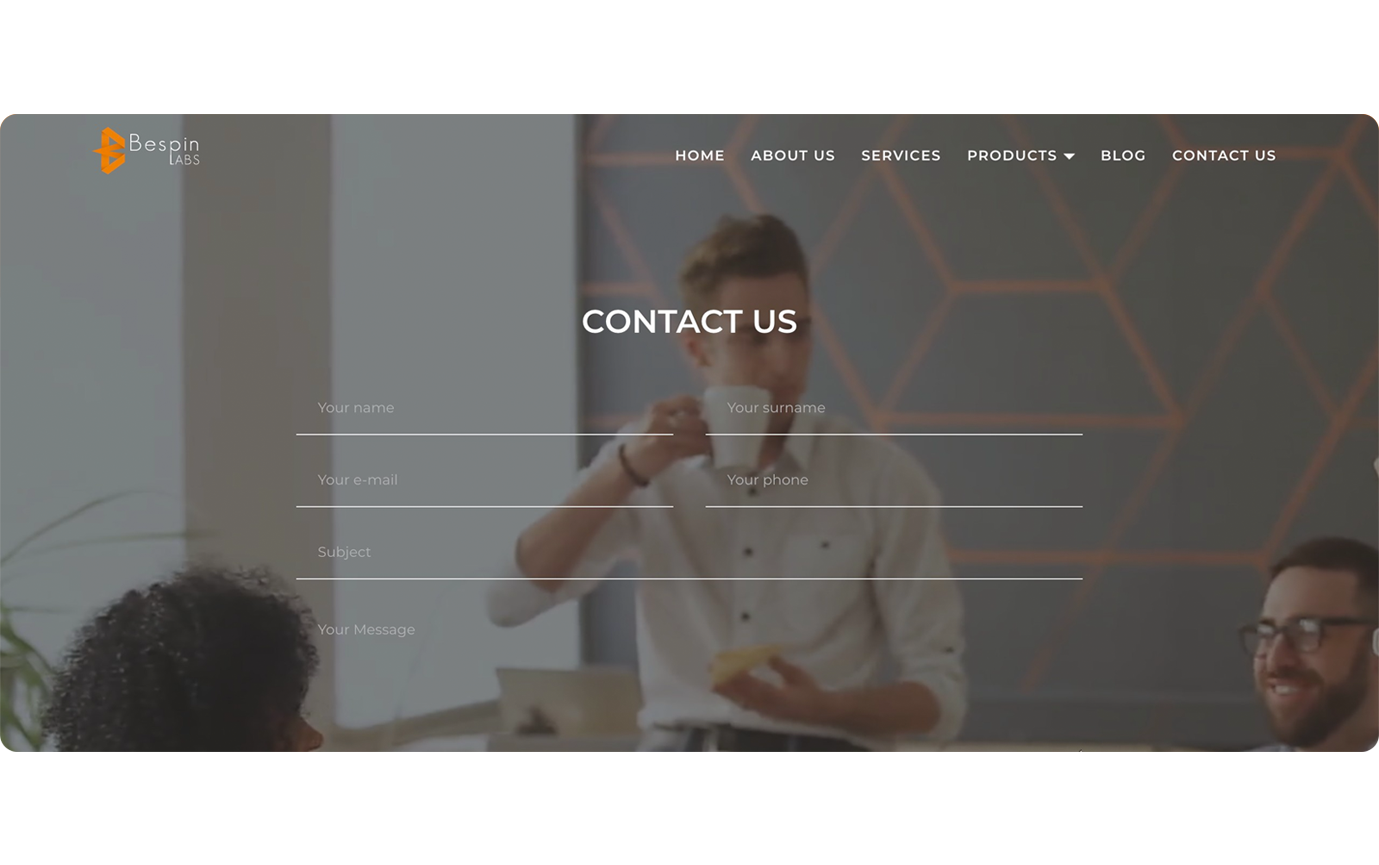 Bespin
LABS
HOME ABOUT US SERVICES PRODUCTS BLOG CONTACT US
CONTACT US
Your name Your surname
Your e-mail Your phone
Subject
Your Message